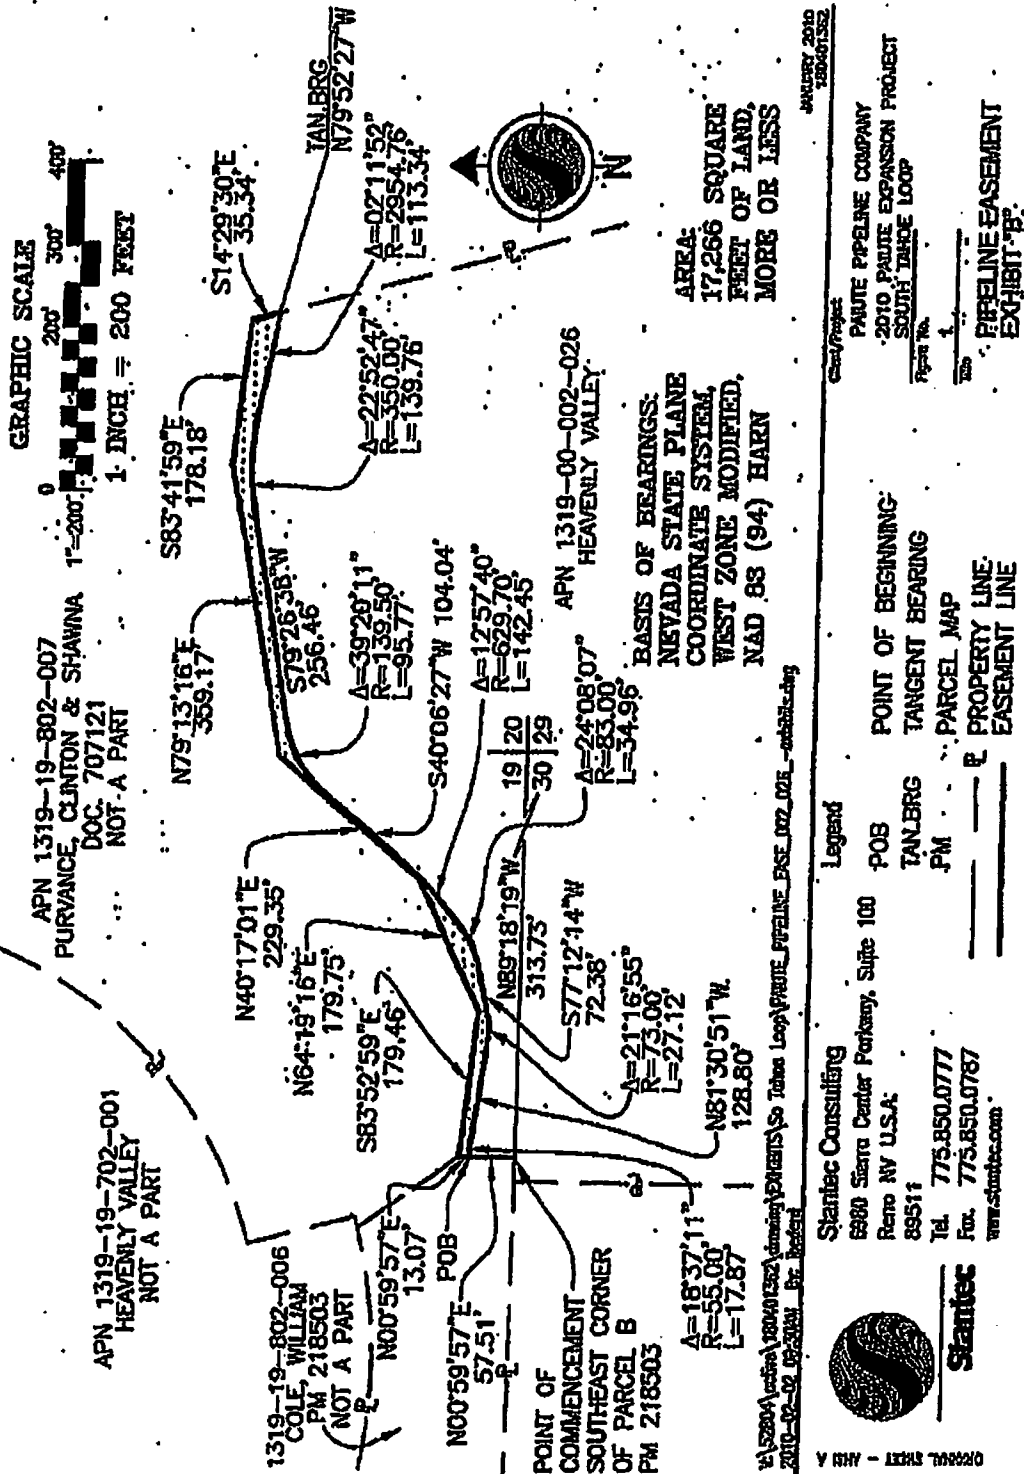 GRAPHIC SCALE
0 200' 300' 400'
1"=200'
1 INCH = 200 FEET
APN 1319-19-802-007
PURVANCE, CLINTON & SHAWNA
DOC. 707121
NOT A PART
APN 1319-19-702-001
HEAVENLY VALLEY
NOT A PART
1319-19-802-006
COLE, WILLIAM
PM 218503
NOT A PART
N00°59'57"E
13.07'
POB
N00°59'57"E
57.51'
POINT OF
COMMENCEMENT
SOUTHEAST CORNER
OF PARCEL B
PM 218503
S83°52'59"E
179.46'
N64°19'16"E
179.75'
N40°17'01"E
229.35'
N79°13'16"E
359.17'
S83°41'59"E
178.18'
S14°29'30"E
35.34'
TAN.BRG
N79°52'27"W
Δ=02°11'52"
R=2954.76'
L=113.34'
Δ=22°52'47"
R=350.00'
L=139.76'
S79°26'38"W
256.46'
Δ=39°20'11"
R=139.50'
L=95.77'
S40°06'27"W 104.04'
Δ=12°57'40"
R=629.70'
L=142.45'
Δ=24°08'07"
R=83.00'
L=34.96'
19 20
30 29
N89°18'19"W
313.73'
S77°12'14"W
72.38'
Δ=21°16'55"
R=73.00'
L=27.12'
N81°30'51"W
128.80'
Δ=18°37'11"
R=55.00'
L=17.87'
APN 1319-00-002-026
HEAVENLY VALLEY
N
AREA:
17,266 SQUARE
FEET OF LAND,
MORE OR LESS
BASIS OF BEARINGS:
NEVADA STATE PLANE
COORDINATE SYSTEM,
WEST ZONE MODIFIED,
NAD 83 (94) HARN
Stantec
Stantec Consulting
6980 Sierra Center Parkway, Suite 100
Reno NV U.S.A.
89511
Tel. 775.850.0777
Fax. 775.850.0787
www.stantec.com
Legend
POB POINT OF BEGINNING
TAN.BRG TANGENT BEARING
PM PARCEL MAP
PROPERTY LINE
EASEMENT LINE
JANUARY 2010
180401352
Client/Project
PAIUTE PIPELINE COMPANY
2010 PAIUTE EXPANSION PROJECT
SOUTH TAHOE LOOP
Figure No.
1
Title
PIPELINE EASEMENT
EXHIBIT "B"
ORIGINAL SHEET - ANSI A